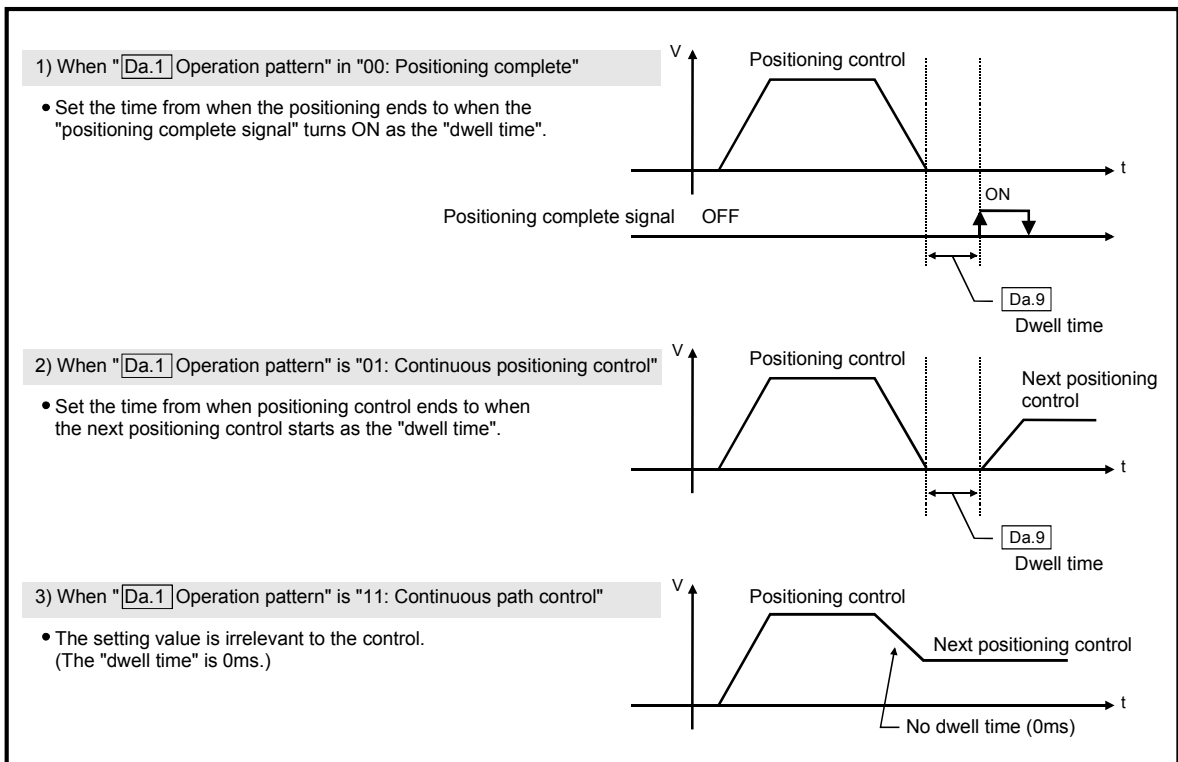 1) When "Da.1 Operation pattern" in "00: Positioning complete"
• Set the time from when the positioning ends to when the
"positioning complete signal" turns ON as the "dwell time".
V
Positioning control
t
ON
Positioning complete signal OFF
Da.9
Dwell time
2) When "Da.1 Operation pattern" is "01: Continuous positioning control"
• Set the time from when positioning control ends to when
the next positioning control starts as the "dwell time".
V
Positioning control
Next positioning
control
t
Da.9
Dwell time
3) When "Da.1 Operation pattern" is "11: Continuous path control"
• The setting value is irrelevant to the control.
(The "dwell time" is 0ms.)
V
Positioning control
Next positioning control
t
No dwell time (0ms)